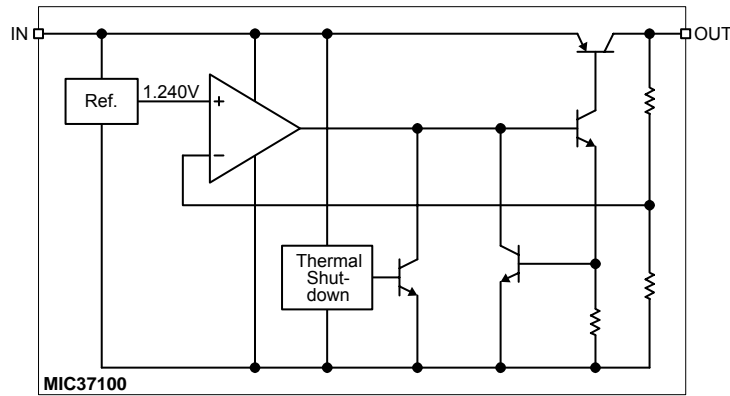 IN
OUT
Ref.
1.240V
+
−
Thermal
Shut-
down
MIC37100